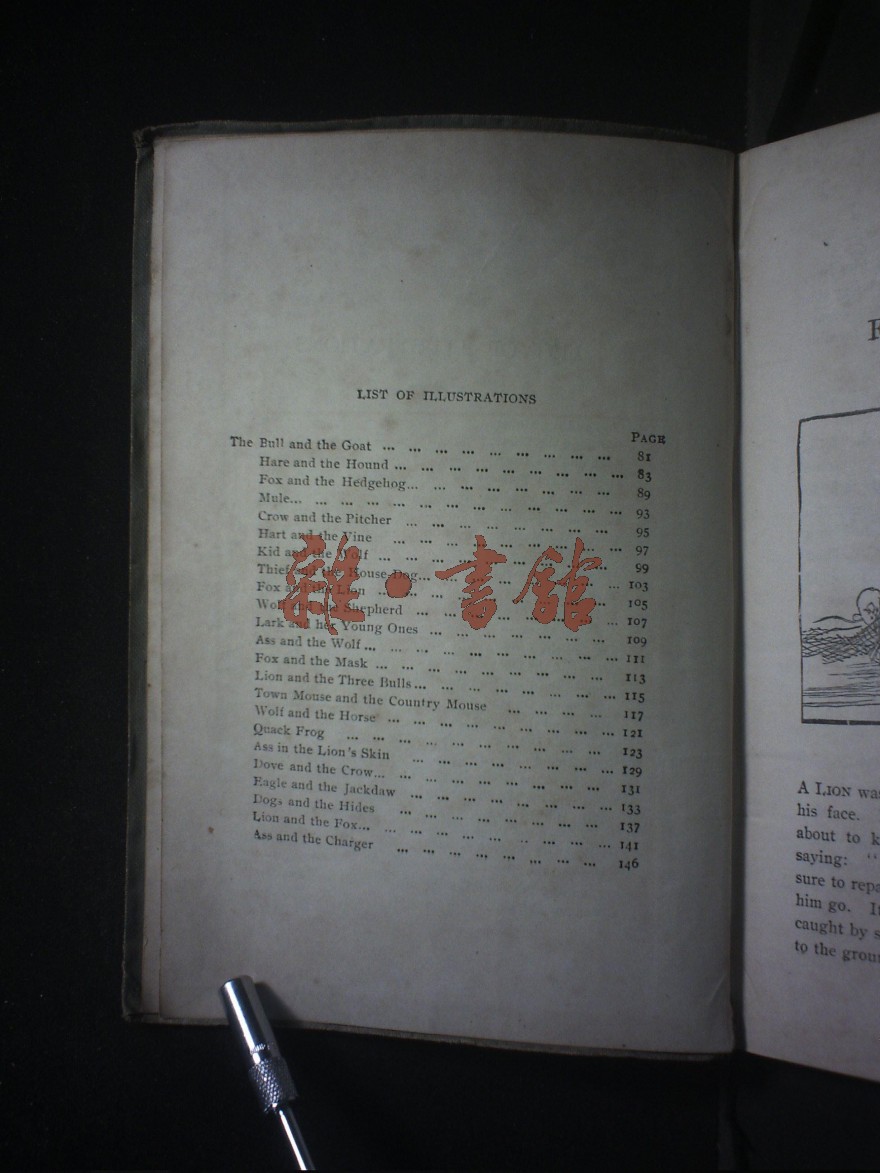 LIST OF ILLUSTRATIONS
PAGE
The Bull and the Goat ... ... ... ... ... ... ... ... ... 81
Hare and the Hound ... ... ... ... ... ... ... ... ... 83
Fox and the Hedgehog... ... ... ... ... ... ... ... 89
Mule... ... ... ... ... ... ... ... ... ... ... ... 93
Crow and the Pitcher ... ... ... ... ... ... ... ... 95
Hart and the Vine ... ... ... ... ... ... ... ... ... 97
Kid and the Wolf ... ... ... ... ... ... ... ... ... 99
Thief and the House-Dog... ... ... ... ... ... ... ... 103
Fox and the Lion ... ... ... ... ... ... ... ... ... 105
Wolf and the Shepherd ... ... ... ... ... ... ... ... 107
Lark and her Young Ones ... ... ... ... ... ... ... 109
Ass and the Wolf ... ... ... ... ... ... ... ... ... 111
Fox and the Mask ... ... ... ... ... ... ... ... ... 113
Lion and the Three Bulls ... ... ... ... ... ... ... ... 115
Town Mouse and the Country Mouse ... ... ... ... 117
Wolf and the Horse ... ... ... ... ... ... ... ... ... 121
Quack Frog ... ... ... ... ... ... ... ... ... ... 123
Ass in the Lion's Skin ... ... ... ... ... ... ... ... 129
Dove and the Crow... ... ... ... ... ... ... ... ... 131
Eagle and the Jackdaw ... ... ... ... ... ... ... ... 133
Dogs and the Hides ... ... ... ... ... ... ... ... ... 137
Lion and the Fox... ... ... ... ... ... ... ... ... 141
Ass and the Charger ... ... ... ... ... ... ... ... 146
雜·書館
A LION was
his face.
about to
saying: "
sure to
him go.
caught by
to the